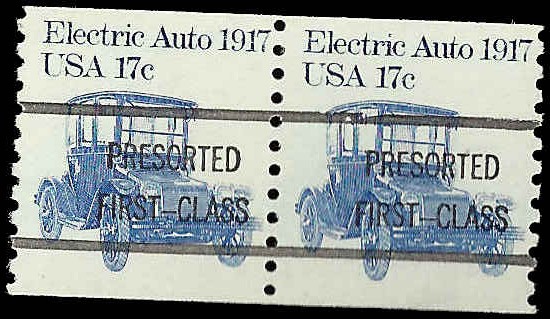 Electric Auto 1917
USA 17c
PRESORTED
FIRST-CLASS
Electric Auto 1917
USA 17c
PRESORTED
FIRST-CLASS